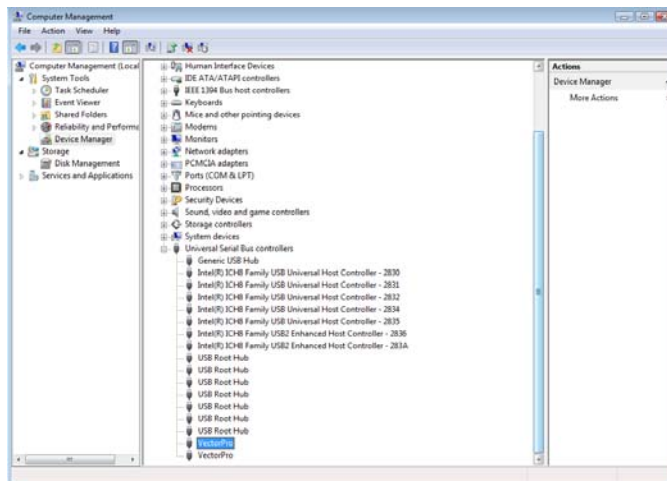 Computer Management
File Action View Help
Computer Management (Local
System Tools
Task Scheduler
Event Viewer
Shared Folders
Reliability and Performa
Device Manager
Storage
Disk Management
Services and Applications
Human Interface Devices
IDE ATA/ATAPI controllers
IEEE 1394 Bus host controllers
Keyboards
Mice and other pointing devices
Modems
Monitors
Network adapters
PCMCIA adapters
Ports (COM & LPT)
Processors
Security Devices
Sound, video and game controllers
Storage controllers
System devices
Universal Serial Bus controllers
Generic USB Hub
Intel(R) ICH8 Family USB Universal Host Controller - 2830
Intel(R) ICH8 Family USB Universal Host Controller - 2831
Intel(R) ICH8 Family USB Universal Host Controller - 2832
Intel(R) ICH8 Family USB Universal Host Controller - 2834
Intel(R) ICH8 Family USB Universal Host Controller - 2835
Intel(R) ICH8 Family USB2 Enhanced Host Controller - 2836
Intel(R) ICH8 Family USB2 Enhanced Host Controller - 283A
USB Root Hub
USB Root Hub
USB Root Hub
USB Root Hub
USB Root Hub
USB Root Hub
USB Root Hub
VectorPro
VectorPro
Actions
Device Manager
More Actions